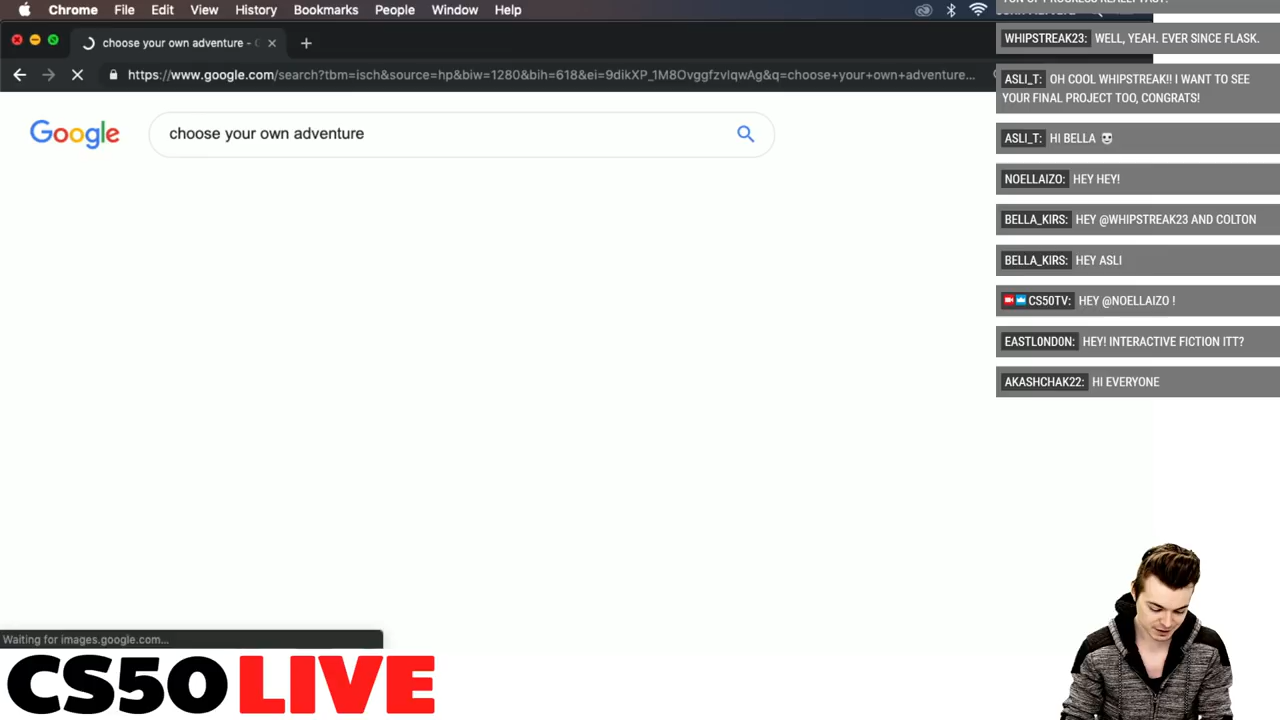 Chrome File Edit View History Bookmarks People Window Help
choose your own adventure - 
https://www.google.com/search?tbm=isch&source=hp&biw=1280&bih=618&ei=9dikXP_1M8OvggfzvIqwAg&q=choose+your+own+adventure...
Google choose your own adventure
WHIPSTREAK23: WELL, YEAH. EVER SINCE FLASK.
ASLI_T: OH COOL WHIPSTREAK!! I WANT TO SEE
YOUR FINAL PROJECT TOO, CONGRATS!
ASLI_T: HI BELLA
NOELLAIZO: HEY HEY!
BELLA_KIRS: HEY @WHIPSTREAK23 AND COLTON
BELLA_KIRS: HEY ASLI
CS50TV: HEY @NOELLAIZO !
EASTL0ND0N: HEY! INTERACTIVE FICTION ITT?
AKASHCHAK22: HI EVERYONE
Waiting for images.google.com...
CS50 LIVE